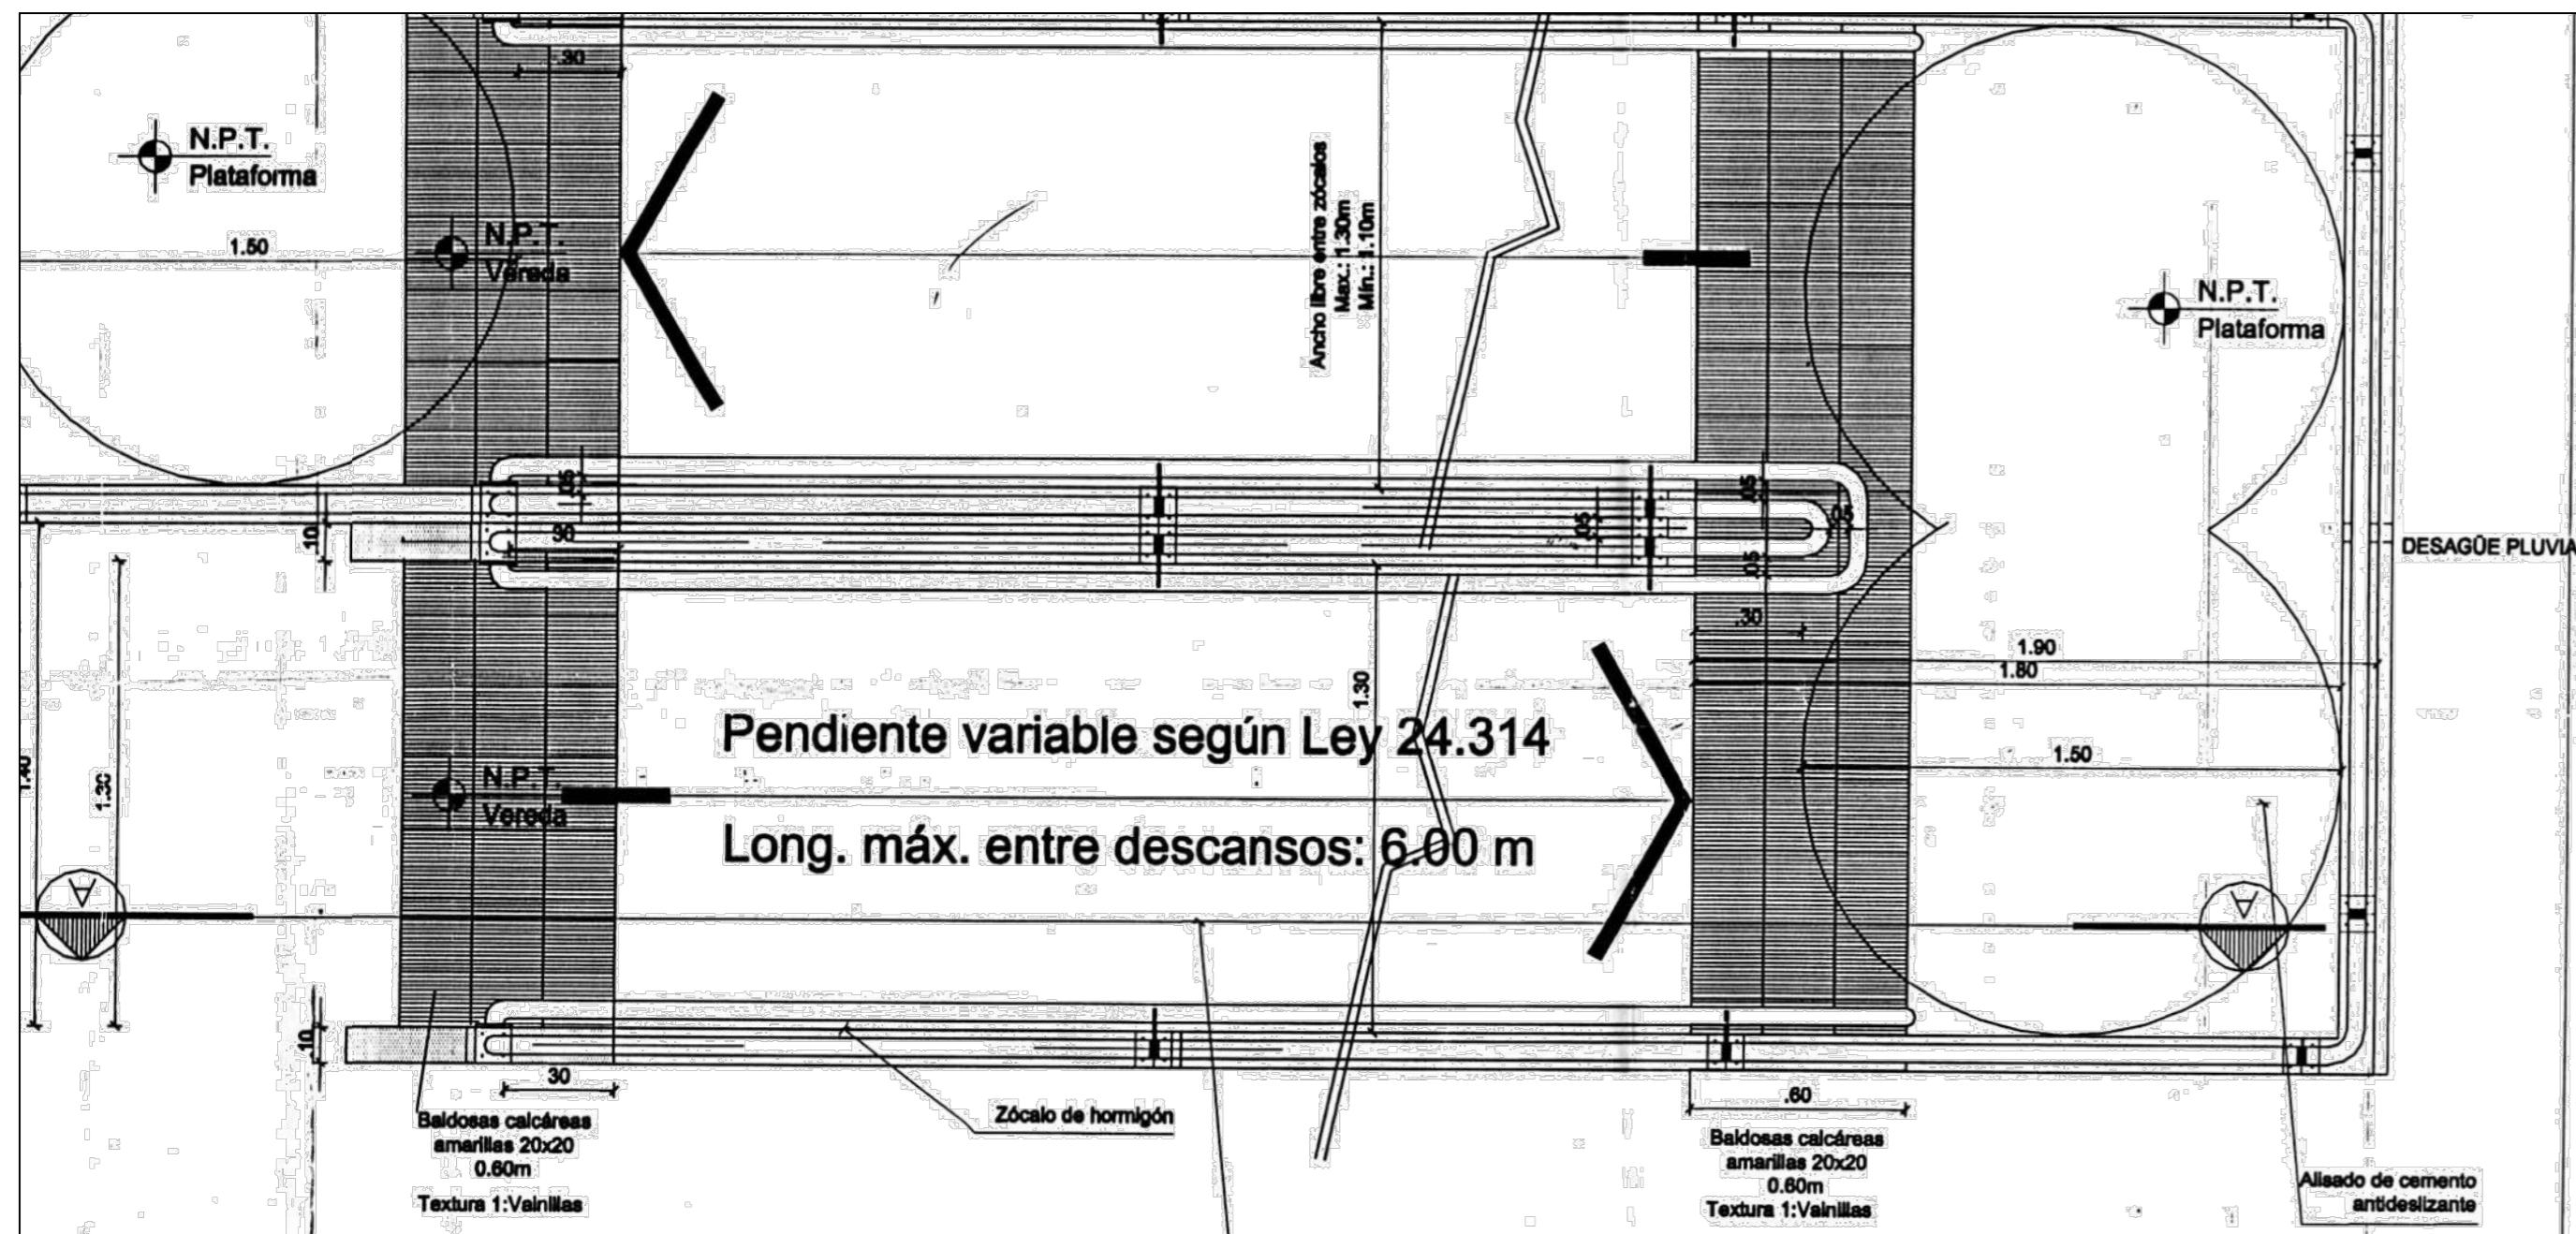 .30
N.P.T.
Plataforma
1.50
N.P.T.
Vereda
Ancho libre entre zócalos
Max.: 1.30m
Mín.: 1.10m
N.P.T.
Plataforma
.05
10
30
.05
.05
.05
.05
DESAGÜE PLUVIA
.30
1.90
1.80
1.30
1.50
Pendiente variable según Ley 24.314
N.P.T.
Vereda
1.40
1.30
Long. máx. entre descansos: 6.00 m
A
A
10
30
.60
Baldosas calcáreas
amarillas 20x20
0.60m
Textura 1:Vainillas
Zócalo de hormigón
Baldosas calcáreas
amarillas 20x20
0.60m
Textura 1:Vainillas
Alisado de cemento
antideslizante